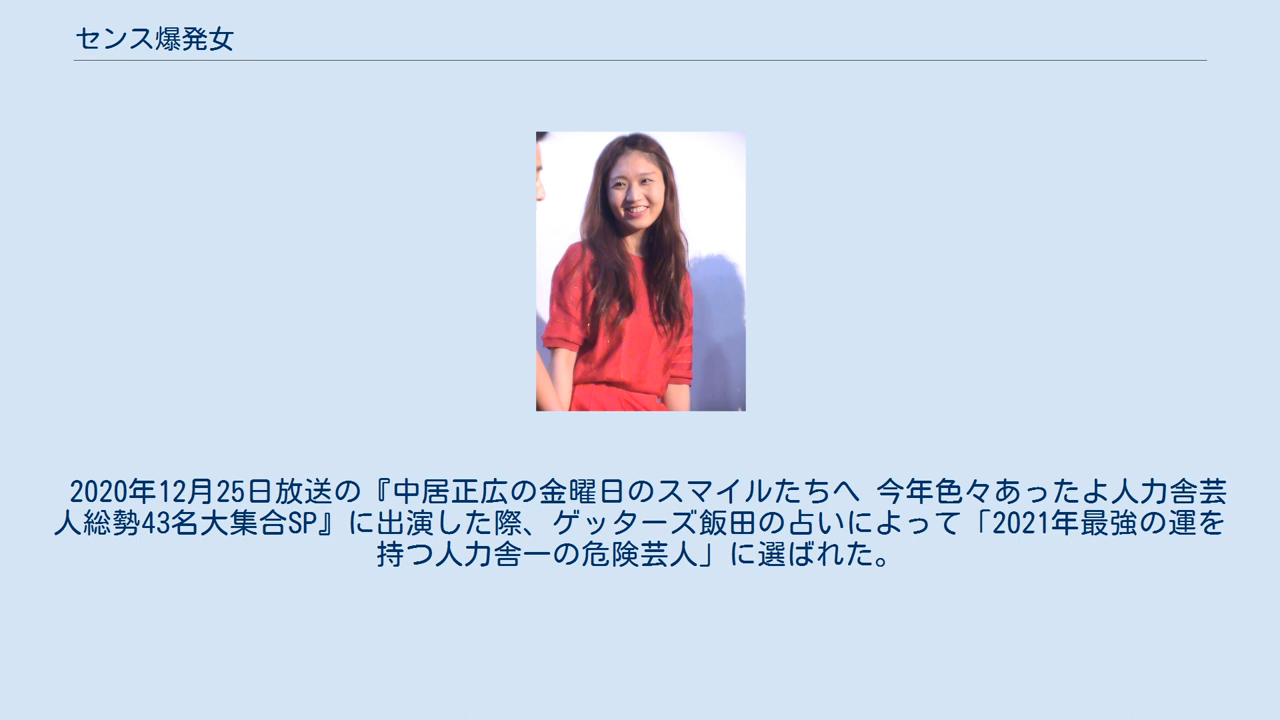 センス爆発女
2020年12月25日放送の『中居正広の金曜日のスマイルたちへ 今年色々あったよ人力舎芸
人総勢43名大集合SP』に出演した際、ゲッターズ飯田の占いによって「2021年最強の運を
持つ人力舎一の危険芸人」に選ばれた。